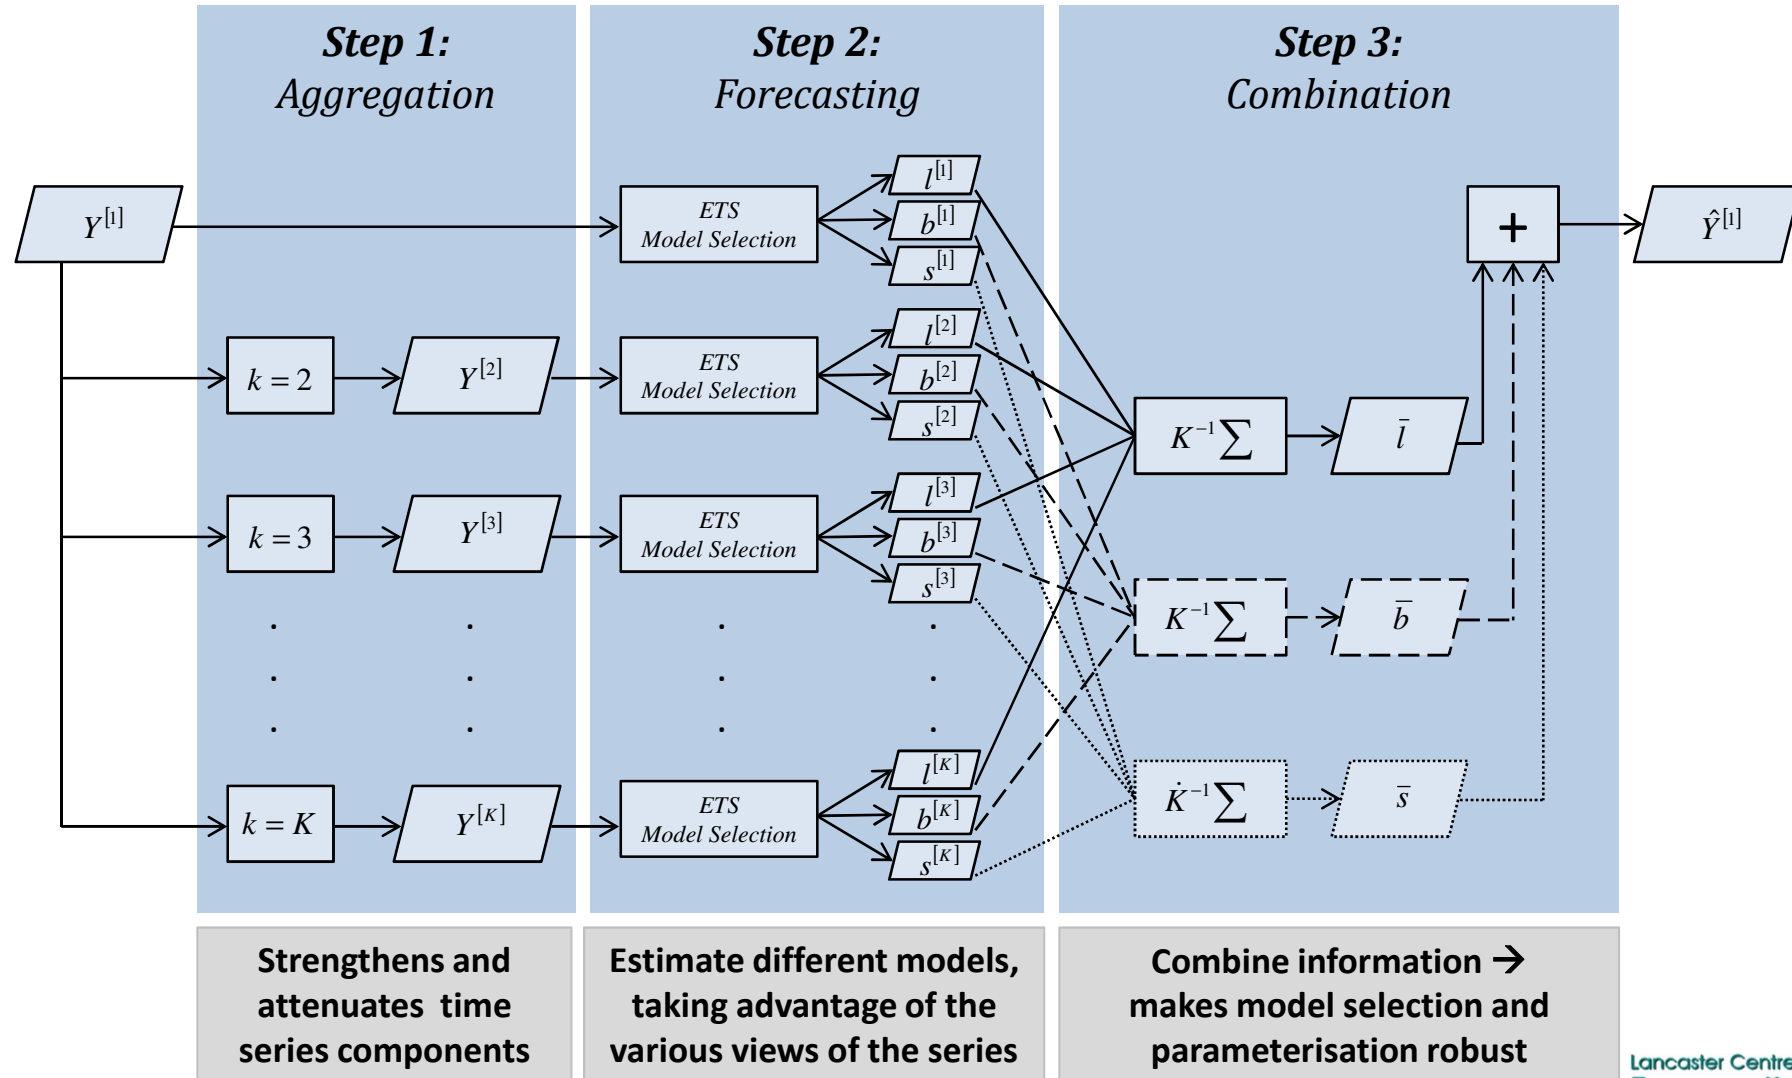 Step 1:
Aggregation
Step 2:
Forecasting
Step 3:
Combination
Y^[1]
ETS
Model Selection
l^[1]
b^[1]
s^[1]
+
Ŷ^[1]
k = 2
Y^[2]
ETS
Model Selection
l^[2]
b^[2]
s^[2]
K^-1 ∑
l̄
k = 3
Y^[3]
ETS
Model Selection
l^[3]
b^[3]
s^[3]
K^-1 ∑
b̄
k = K
Y^[K]
ETS
Model Selection
l^[K]
b^[K]
s^[K]
K̇^-1 ∑
s̄
Strengthens and
attenuates time
series components
Estimate different models,
taking advantage of the
various views of the series
Combine information →
makes model selection and
parameterisation robust
Lancaster Centre